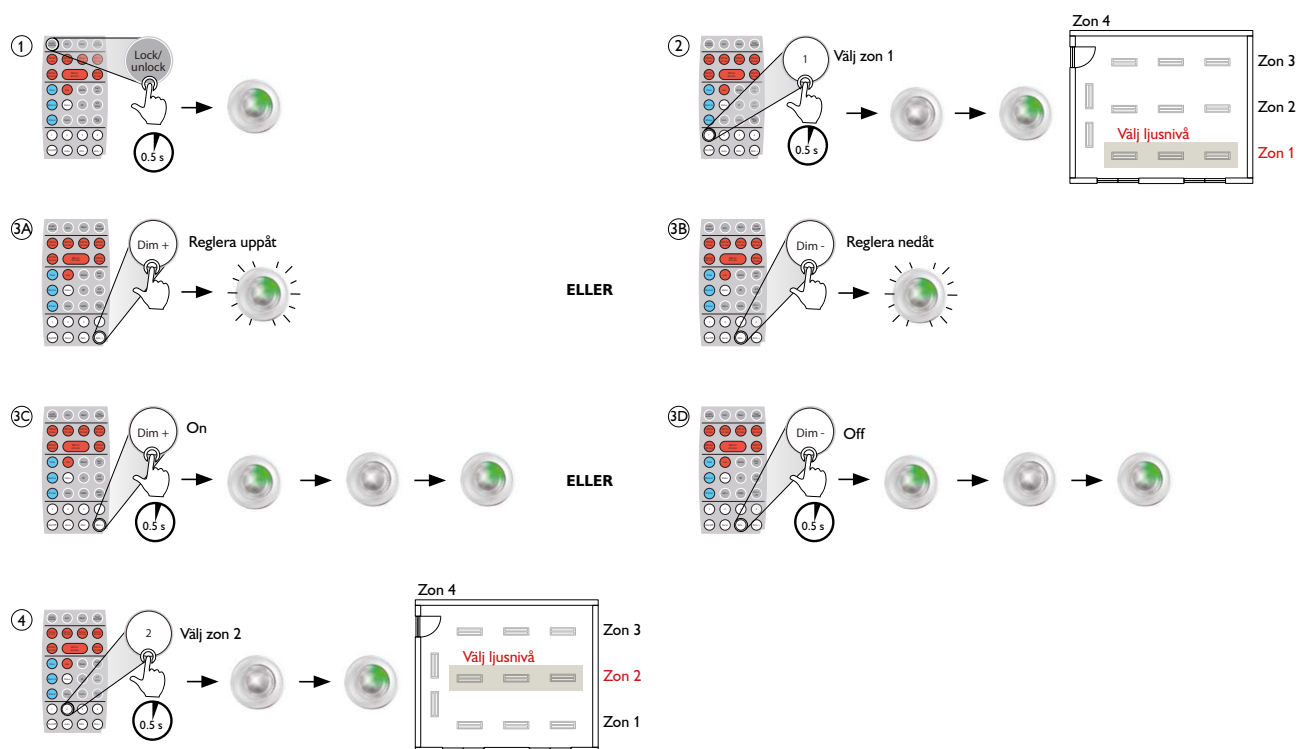 1
Lock/
unlock
0.5 s
2
1
Välj zon 1
0.5 s
Zon 4
Zon 3
Zon 2
Välj ljusnivå
Zon 1
3A
Dim +
Reglera uppåt
ELLER
3B
Dim -
Reglera nedåt
3C
Dim +
On
0.5 s
ELLER
3D
Dim -
Off
0.5 s
4
2
Välj zon 2
0.5 s
Zon 4
Zon 3
Välj ljusnivå
Zon 2
Zon 1